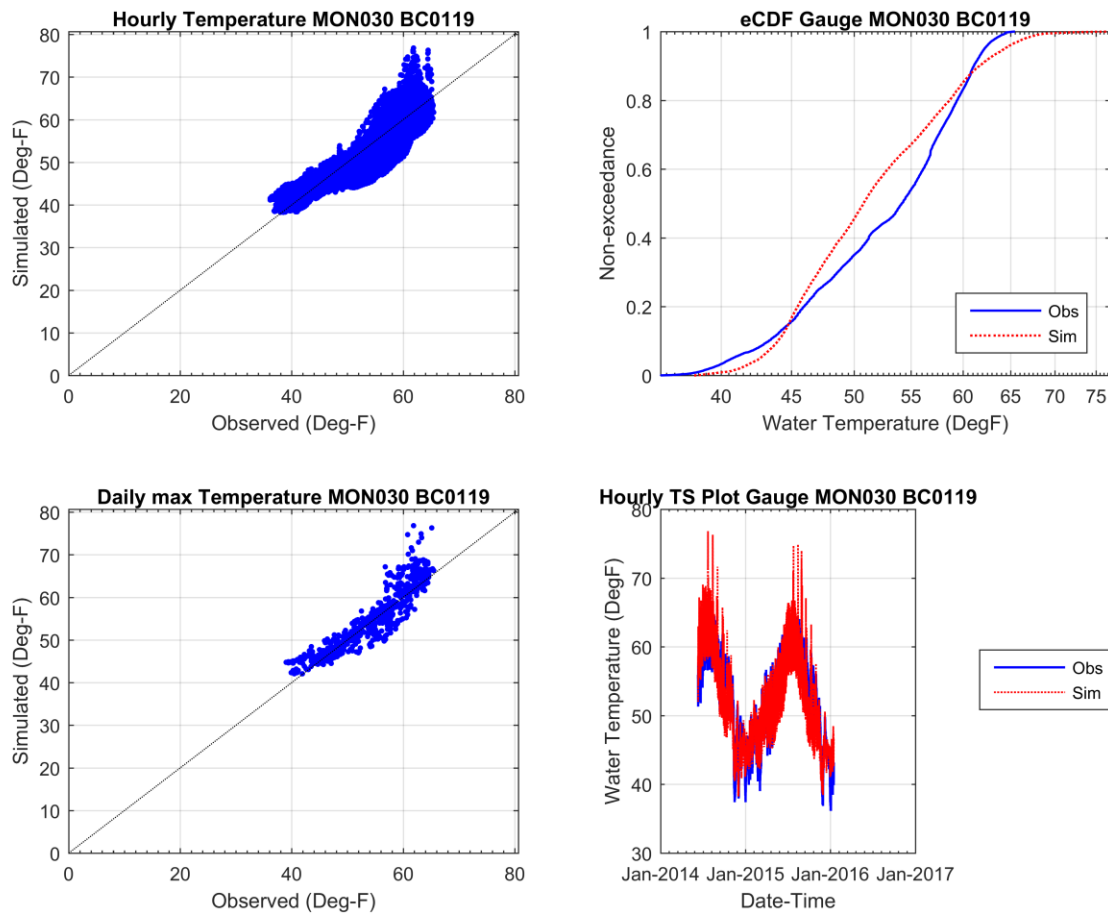 Hourly Temperature MON030 BC0119
80
70
60
50
40
30
20
10
0
0 20 40 60 80
Simulated (Deg-F)
Observed (Deg-F)
eCDF Gauge MON030 BC0119
1
0.8
0.6
0.4
0.2
0
40 45 50 55 60 65 70 75
Non-exceedance
Water Temperature (DegF)
Obs
Sim
Daily max Temperature MON030 BC0119
80
70
60
50
40
30
20
10
0
0 20 40 60 80
Simulated (Deg-F)
Observed (Deg-F)
Hourly TS Plot Gauge MON030 BC0119
80
70
60
50
40
30
Jan-2014 Jan-2015 Jan-2016 Jan-2017
Water Temperature (DegF)
Date-Time
Obs
Sim